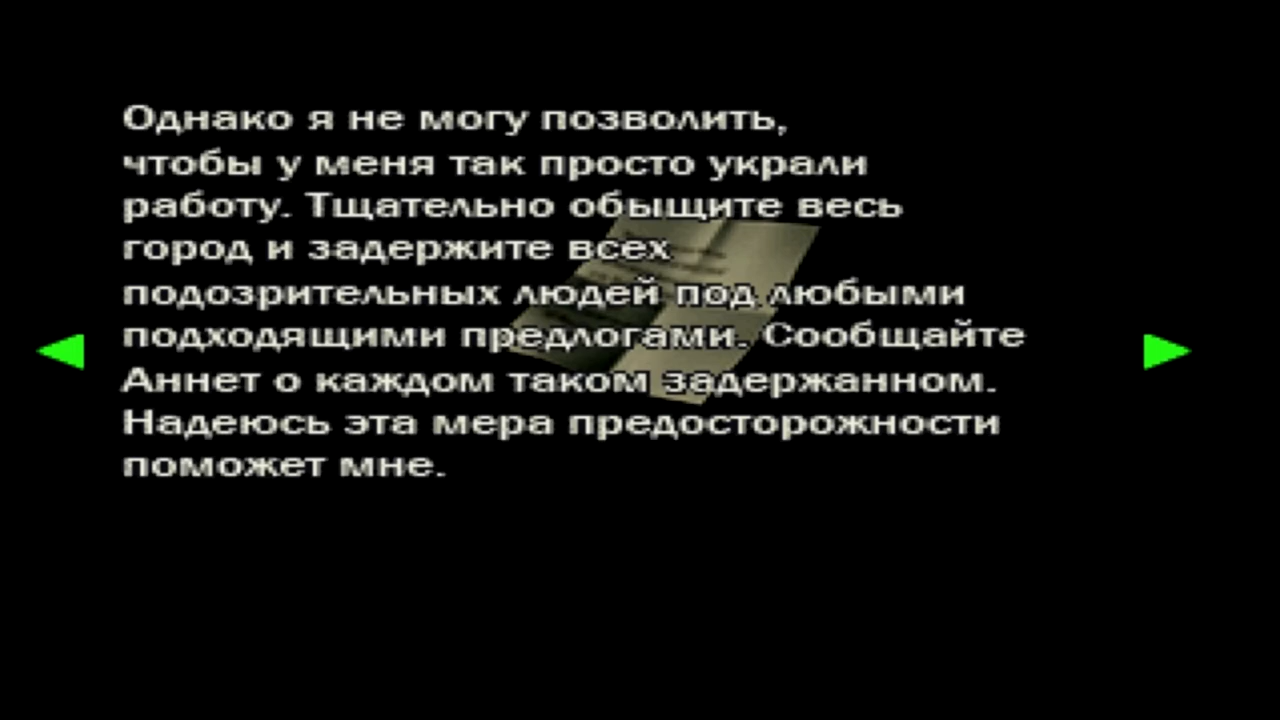 Однако я не могу позволить,
чтобы у меня так просто украли
работу. Тщательно обыщите весь
город и задержите всех
подозрительных людей под любыми
подходящими предлогами. Сообщайте
Аннет о каждом таком задержанном.
Надеюсь эта мера предосторожности
поможет мне.